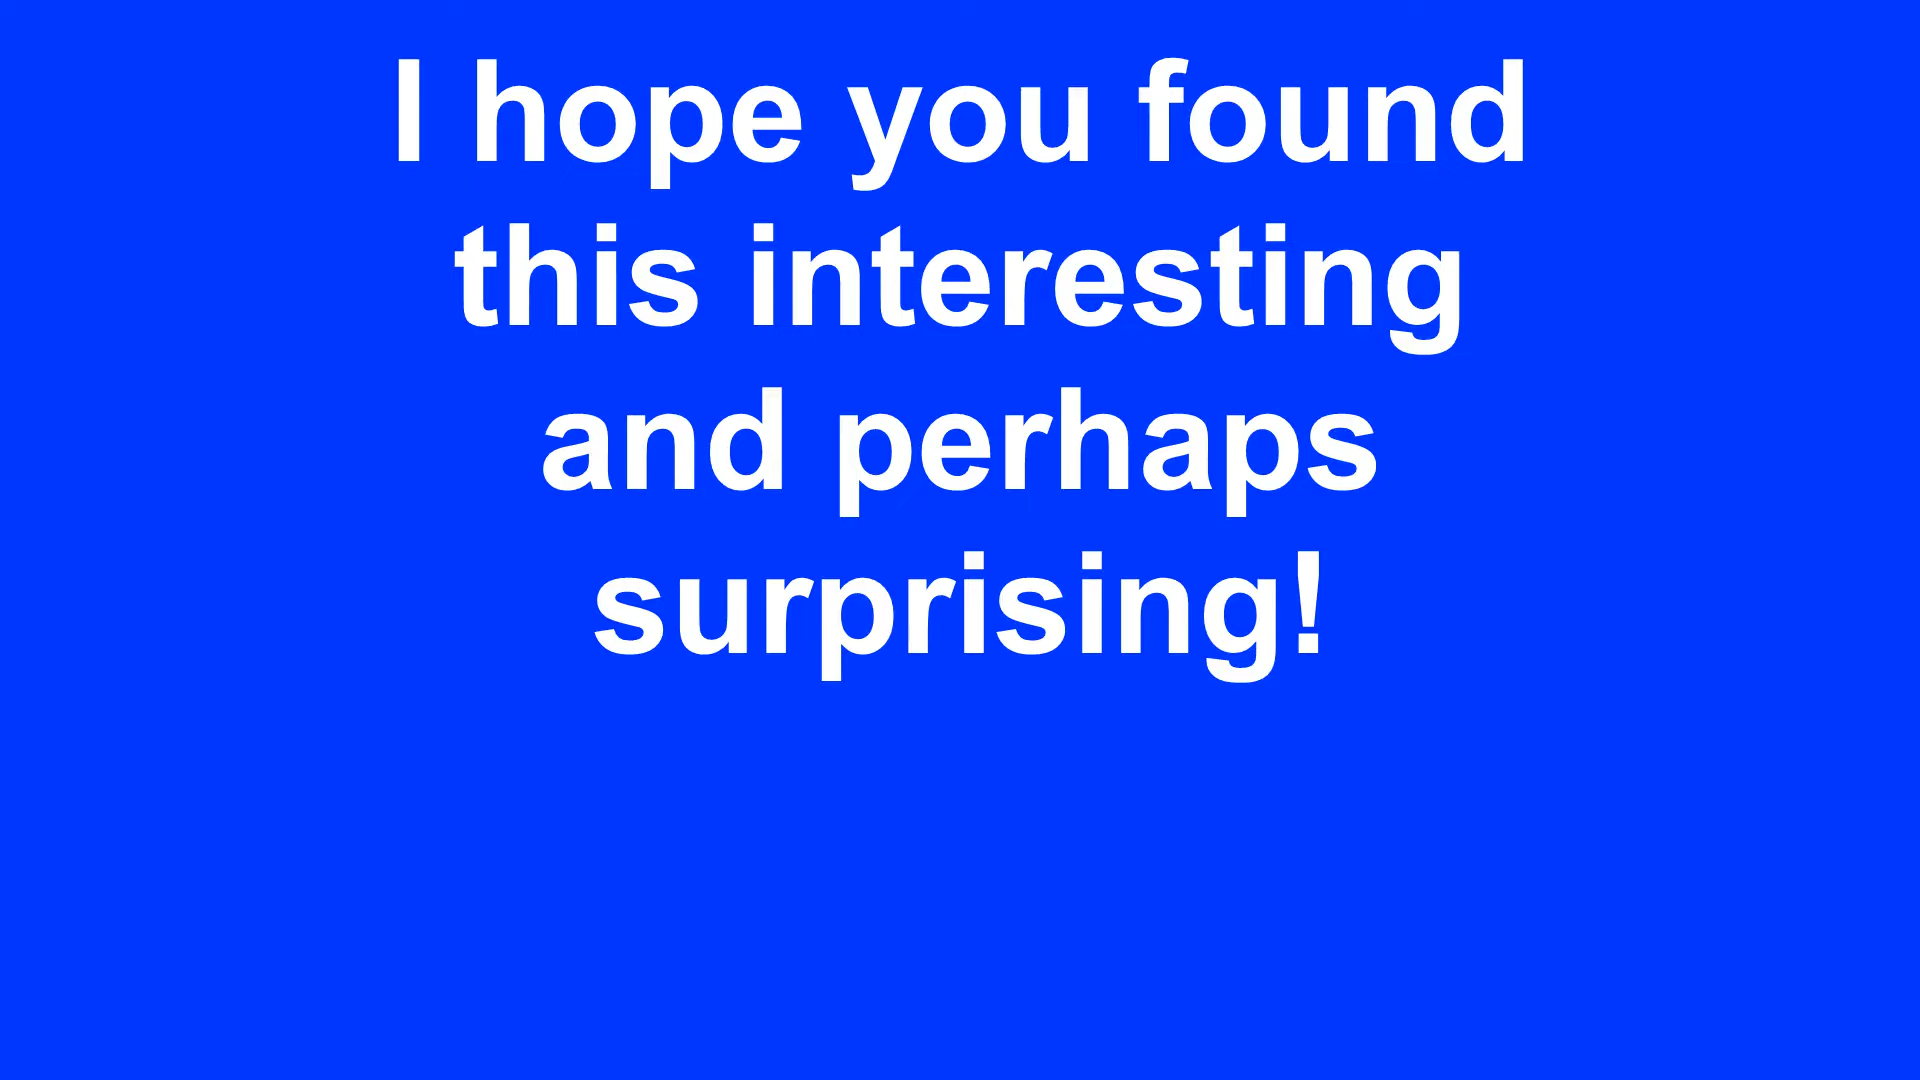 I hope you found
this interesting
and perhaps
surprising!